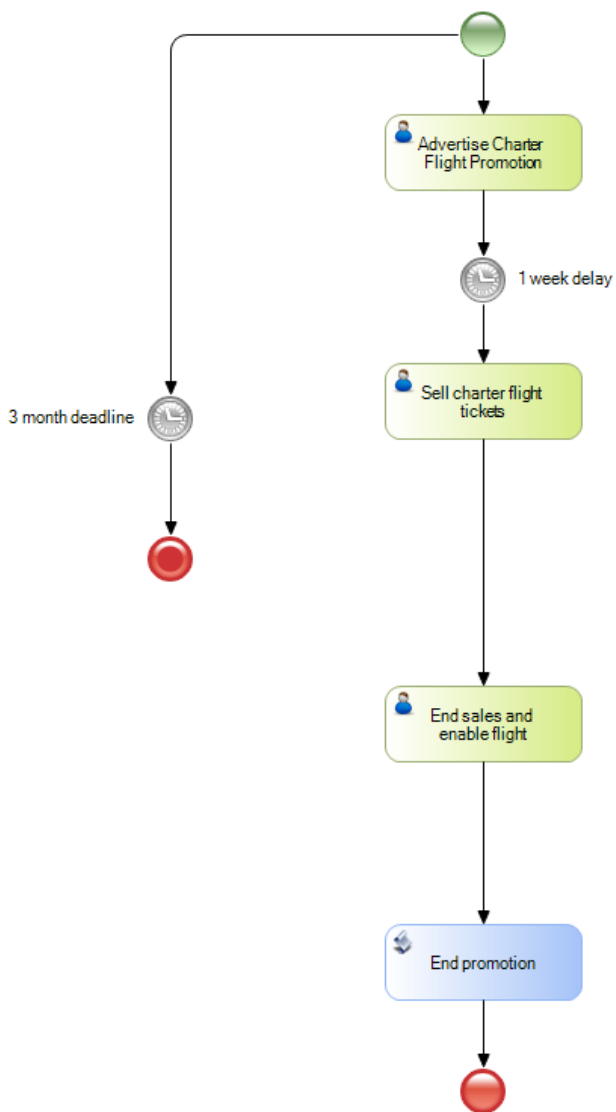 Advertise Charter
Flight Promotion
1 week delay
Sell charter flight
tickets
3 month deadline
End sales and
enable flight
End promotion